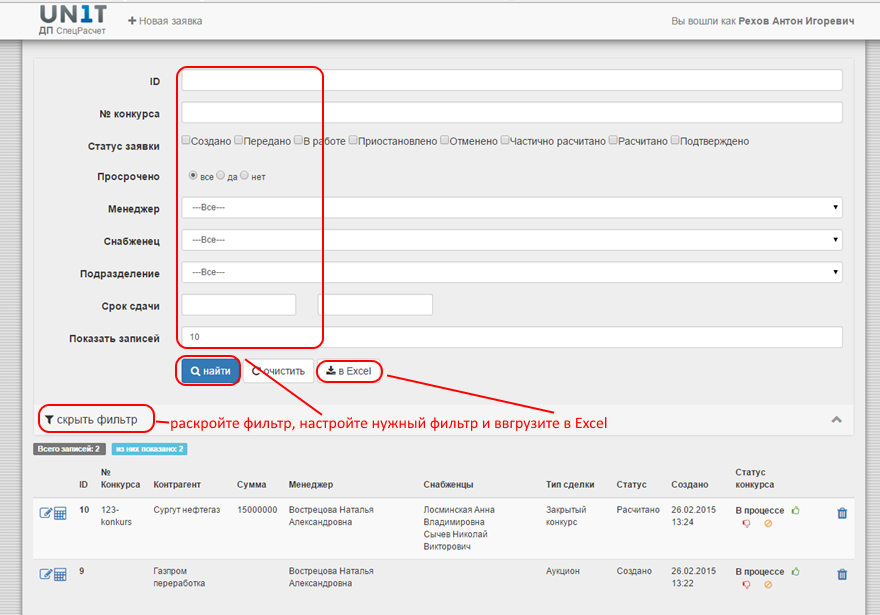 UN1T
ДП СпецРасчет
Новая заявка
Вы вошли как Рехов Антон Игоревич
ID
№ конкурса
Статус заявки
Создано Передано В работе Приостановлено Отменено Частично расчитано Расчитано Подтверждено
Просрочено
все да нет
Менеджер
---Все---
Снабженец
---Все---
Подразделение
---Все---
Срок сдачи
Показать записей
10
найти
очистить
в Excel
скрыть фильтр
раскройте фильтр, настройте нужный фильтр и ввгрузите в Excel
Всего записей: 2 из них показано: 2
ID № Конкурса Контрагент Сумма Менеджер Снабженцы Тип сделки Статус Создано Статус конкурса
10 123- Сургут нефтегаз 15000000 Вострецова Наталья Лосминская Анна Закрытый Расчитано 26.02.2015 В процессе
konkurs Александровна Владимировна конкурс 13:24
Сычев Николай
Викторович
9 Газпром Вострецова Наталья Аукцион Создано 26.02.2015 В процессе
переработка Александровна 13:22